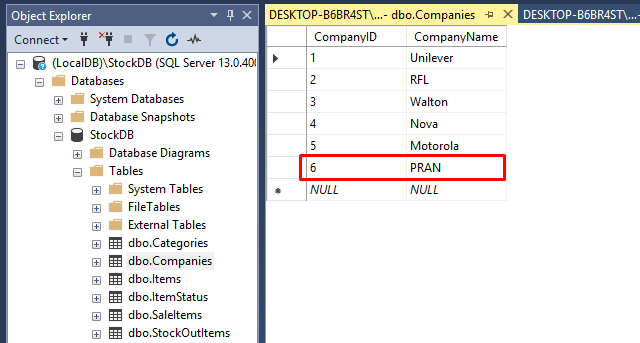 Object Explorer
Connect
(LocalDB)\StockDB (SQL Server 13.0.400
Databases
System Databases
Database Snapshots
StockDB
Database Diagrams
Tables
System Tables
FileTables
External Tables
dbo.Categories
dbo.Companies
dbo.Items
dbo.ItemStatus
dbo.SaleItems
dbo.StockOutItems
DESKTOP-B6BR4ST\...- dbo.Companies
DESKTOP-B6BR4ST\...- d
CompanyID CompanyName
1 Unilever
2 RFL
3 Walton
4 Nova
5 Motorola
6 PRAN
NULL NULL